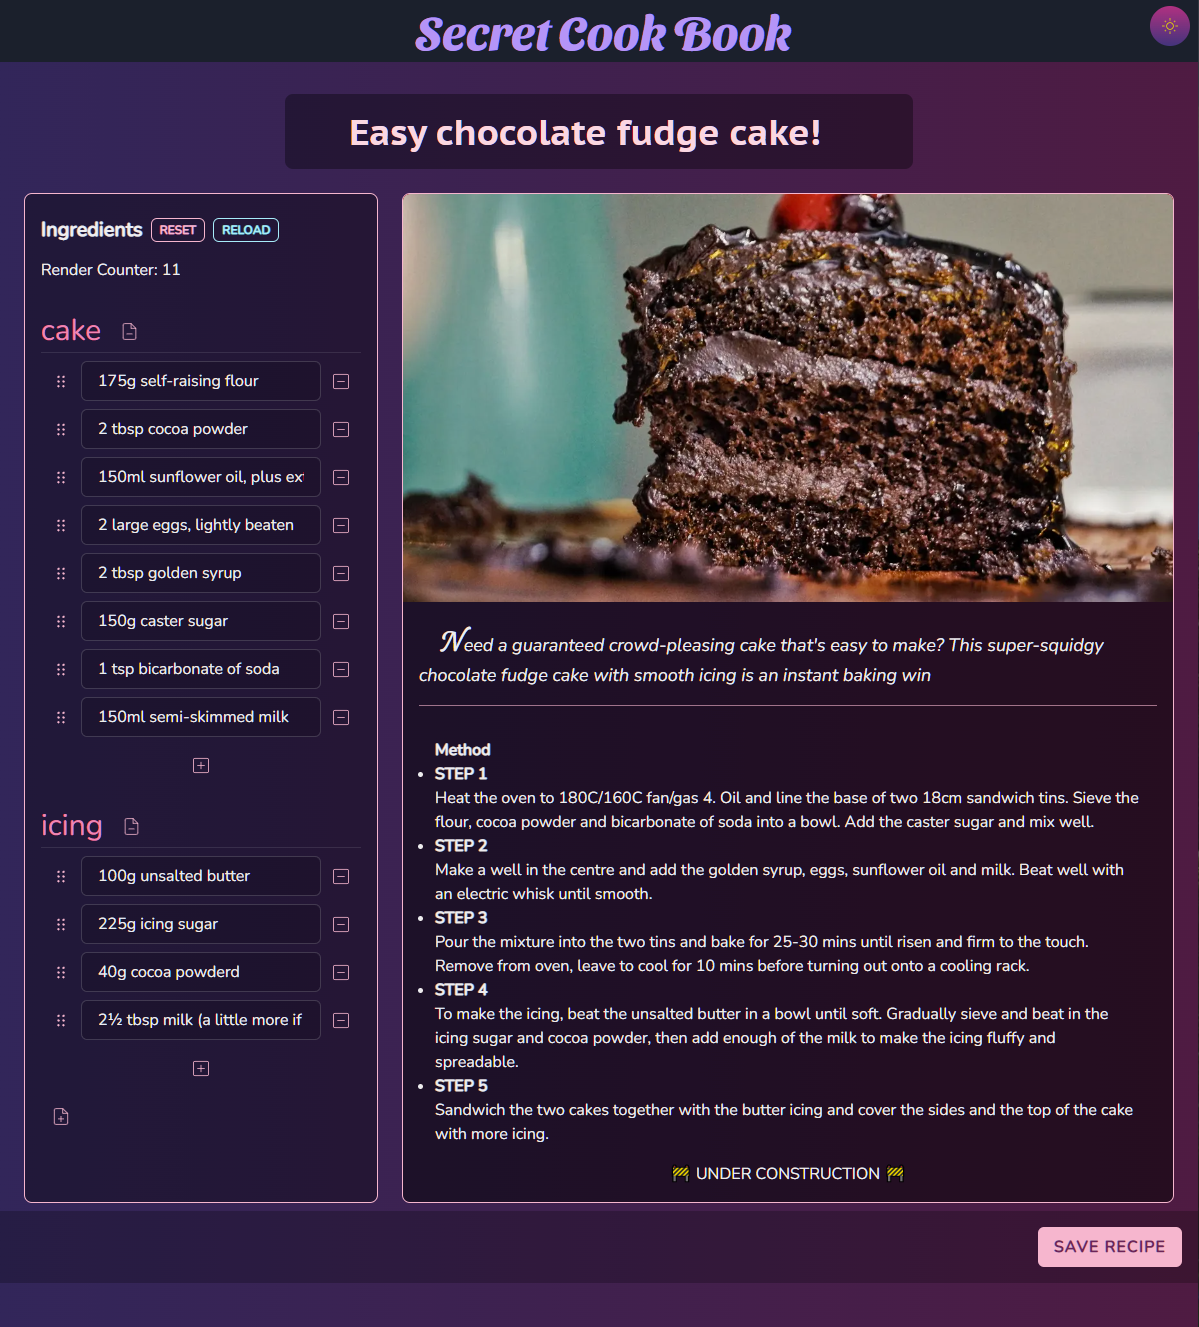 Secret Cook Book
Easy chocolate fudge cake!
Ingredients RESET RELOAD
Render Counter: 11
cake
175g self-raising flour
2 tbsp cocoa powder
150ml sunflower oil, plus ex
2 large eggs, lightly beaten
2 tbsp golden syrup
150g caster sugar
1 tsp bicarbonate of soda
150ml semi-skimmed milk
icing
100g unsalted butter
225g icing sugar
40g cocoa powderd
2½ tbsp milk (a little more if
Need a guaranteed crowd-pleasing cake that's easy to make? This super-squidgy
chocolate fudge cake with smooth icing is an instant baking win
Method
• STEP 1
Heat the oven to 180C/160C fan/gas 4. Oil and line the base of two 18cm sandwich tins. Sieve the
flour, cocoa powder and bicarbonate of soda into a bowl. Add the caster sugar and mix well.
• STEP 2
Make a well in the centre and add the golden syrup, eggs, sunflower oil and milk. Beat well with
an electric whisk until smooth.
• STEP 3
Pour the mixture into the two tins and bake for 25-30 mins until risen and firm to the touch.
Remove from oven, leave to cool for 10 mins before turning out onto a cooling rack.
• STEP 4
To make the icing, beat the unsalted butter in a bowl until soft. Gradually sieve and beat in the
icing sugar and cocoa powder, then add enough of the milk to make the icing fluffy and
spreadable.
• STEP 5
Sandwich the two cakes together with the butter icing and cover the sides and the top of the cake
with more icing.
🚧 UNDER CONSTRUCTION 🚧
SAVE RECIPE